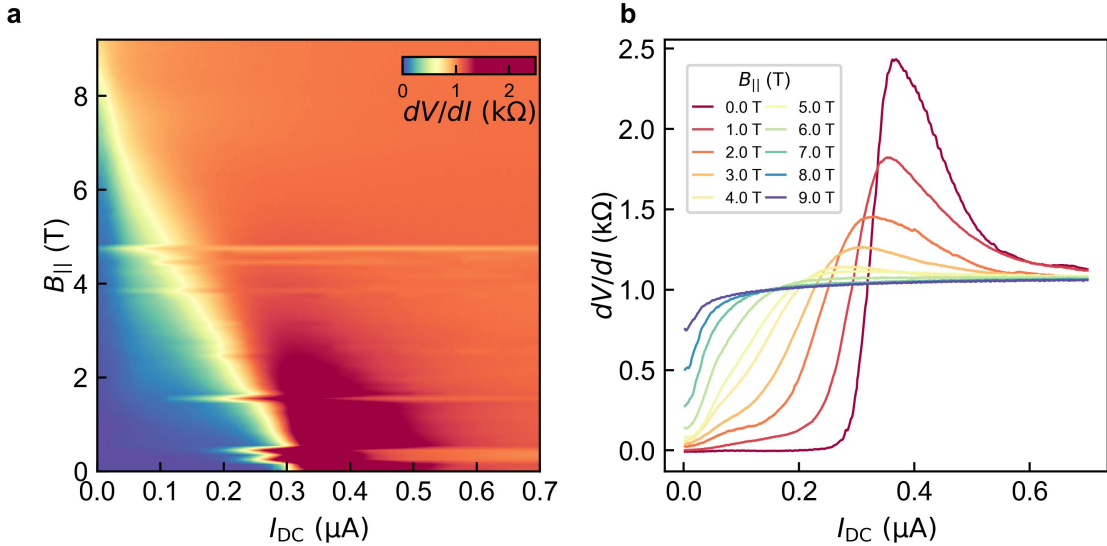 a
B|| (T)
8
6
4
2
0
0.0 0.1 0.2 0.3 0.4 0.5 0.6 0.7
IDC (μA)
0 1 2
dV/dI (kΩ)
b
dV/dI (kΩ)
2.5
2.0
1.5
1.0
0.5
0.0
0.0 0.2 0.4 0.6
IDC (μA)
B|| (T)
0.0 T 5.0 T
1.0 T 6.0 T
2.0 T 7.0 T
3.0 T 8.0 T
4.0 T 9.0 T